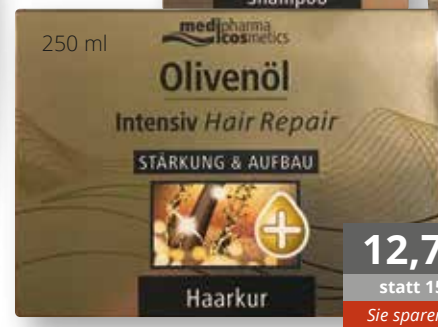 Shampoo
250 ml
medipharma
cosmetics
Olivenöl
Intensiv Hair Repair
STÄRKUNG & AUFBAU
12,7
statt 15
Haarkur
Sie sparen